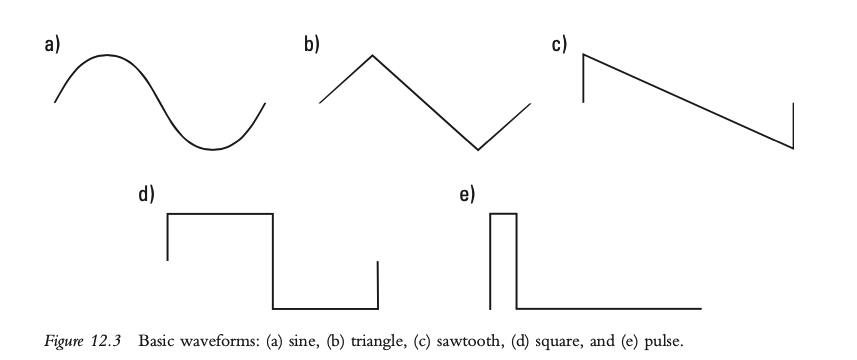 a)
b)
c)
d)
e)
Figure 12.3 Basic waveforms: (a) sine, (b) triangle, (c) sawtooth, (d) square, and (e) pulse.